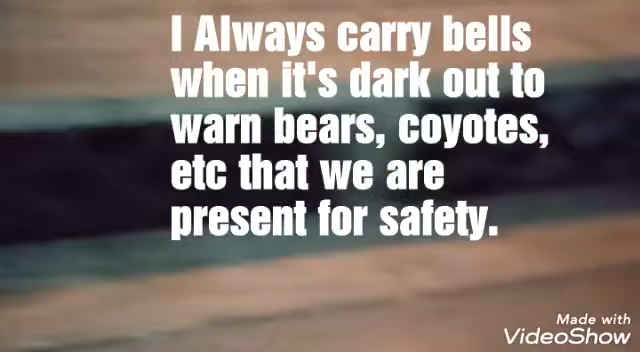 I Always carry bells
when it's dark out to
warn bears, coyotes,
etc that we are
present for safety.
Made with
VideoShow